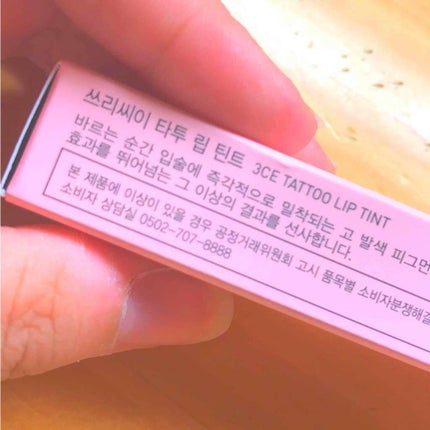 쓰리씨이 타투 립 틴트 3CE TATTOO LIP TINT
바르는 순간 입술에 즉각적으로 밀착되는 고 발색 피그먼
효과를 뛰어넘는 그 이상의 결과를 선사합니다.
본 제품에 이상이 있을 경우 공정거래위원회 고시 품목별 소비자분쟁해결
소비자 상담실 0502-707-8888